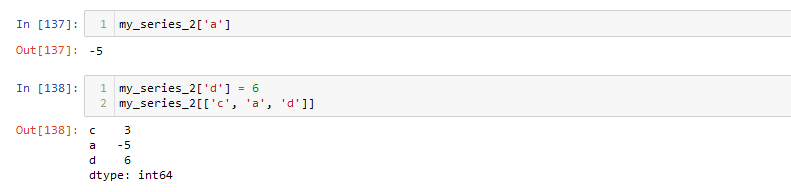 In [137]: 1 my_series_2['a']
Out[137]: -5
In [138]: 1 my_series_2['d'] = 6
2 my_series_2[['c', 'a', 'd']]
Out[138]: c    3
a   -5
d    6
dtype: int64